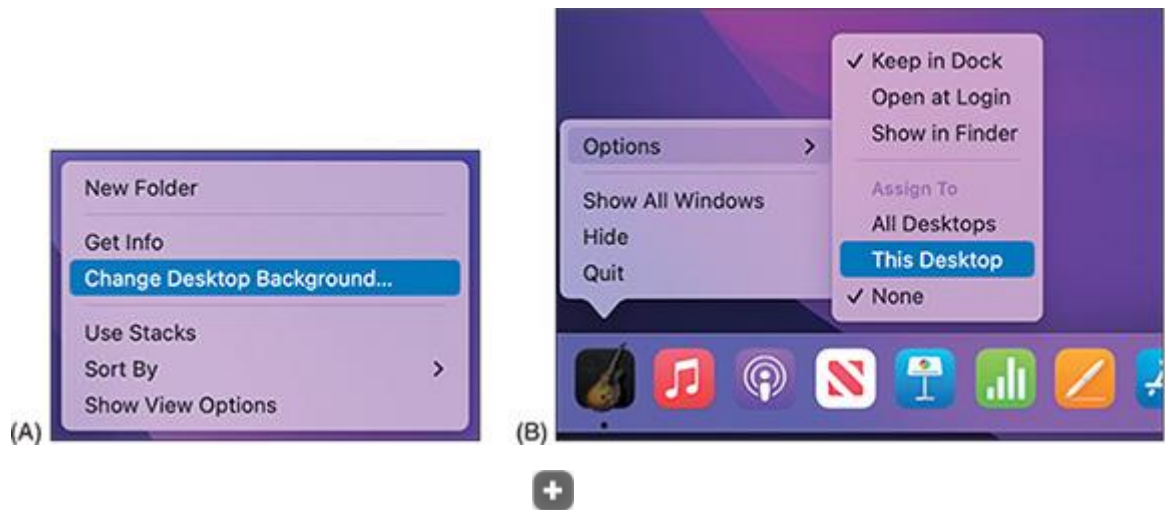 New Folder
Get Info
Change Desktop Background...
Use Stacks
Sort By
Show View Options
(A)
Keep in Dock
Open at Login
Show in Finder
Assign To
All Desktops
This Desktop
None
Options
Show All Windows
Hide
Quit
(B)